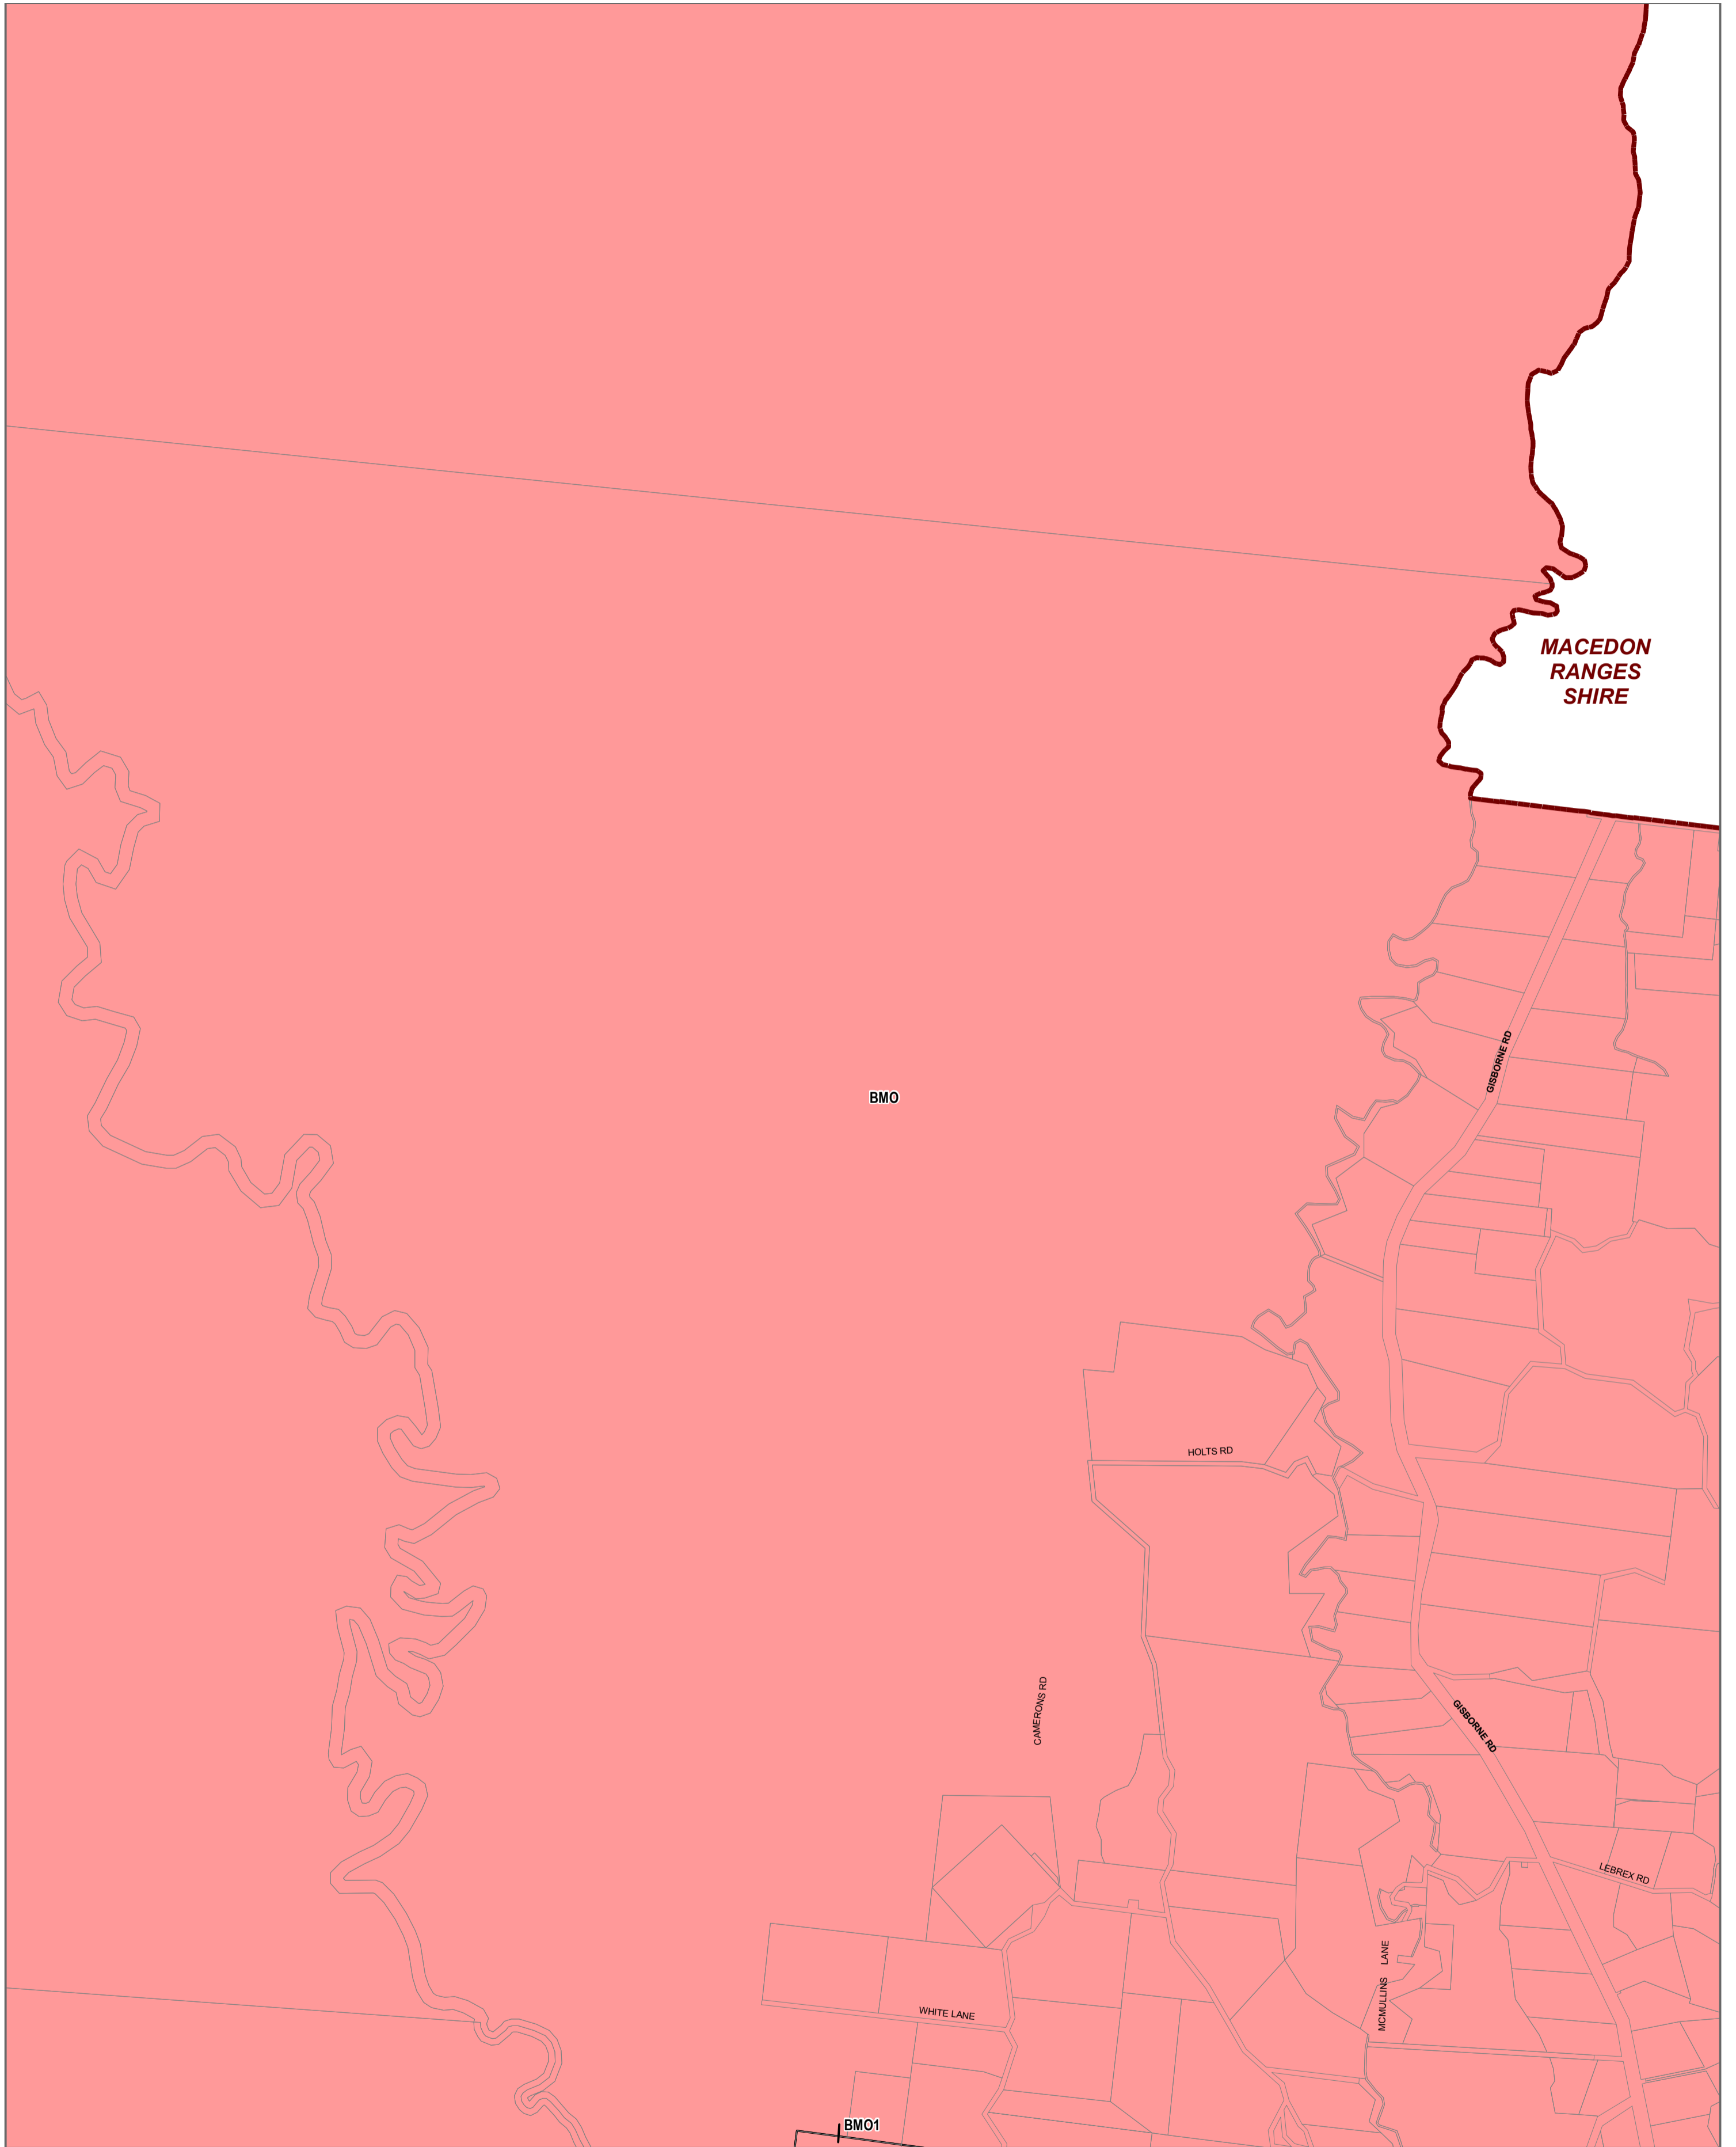 MACEDON
RANGES
SHIRE
GISBORNE RD
BMO
HOLTS RD
CAMERONS RD
GISBORNE RD
LEBREX RD
MCMULLINS LANE
WHITE LANE
BMO1